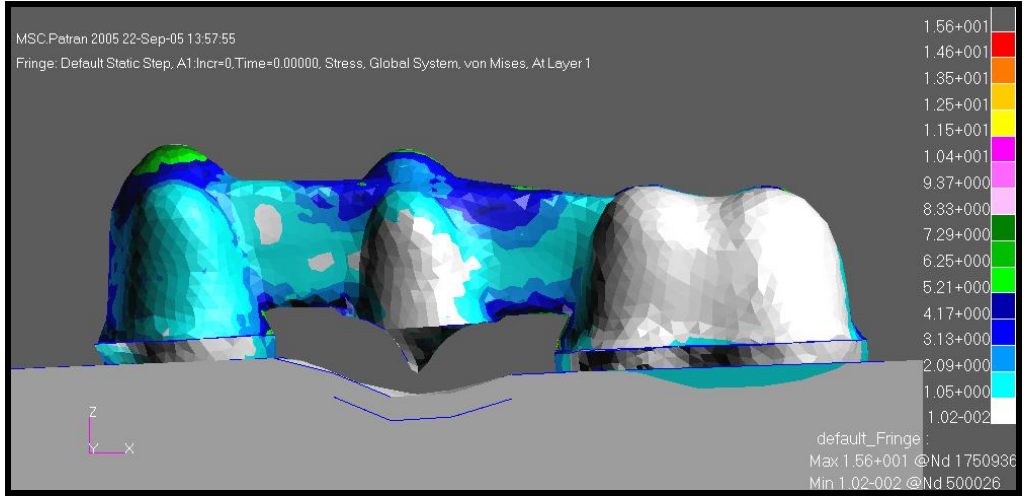 MSC.Patran 2005 22-Sep-05 13:57:55
Fringe: Default Static Step, A1:Incr=0,Time=0.00000, Stress, Global System, von Mises, At Layer 1
1.56+001
1.46+001
1.35+001
1.25+001
1.15+001
1.04+001
9.37+000
8.33+000
7.29+000
6.25+000
5.21+000
4.17+000
3.13+000
2.09+000
1.05+000
1.02-002
Z
Y X
default_Fringe :
Max 1.56+001 @Nd 1750936
Min 1.02-002 @Nd 500026